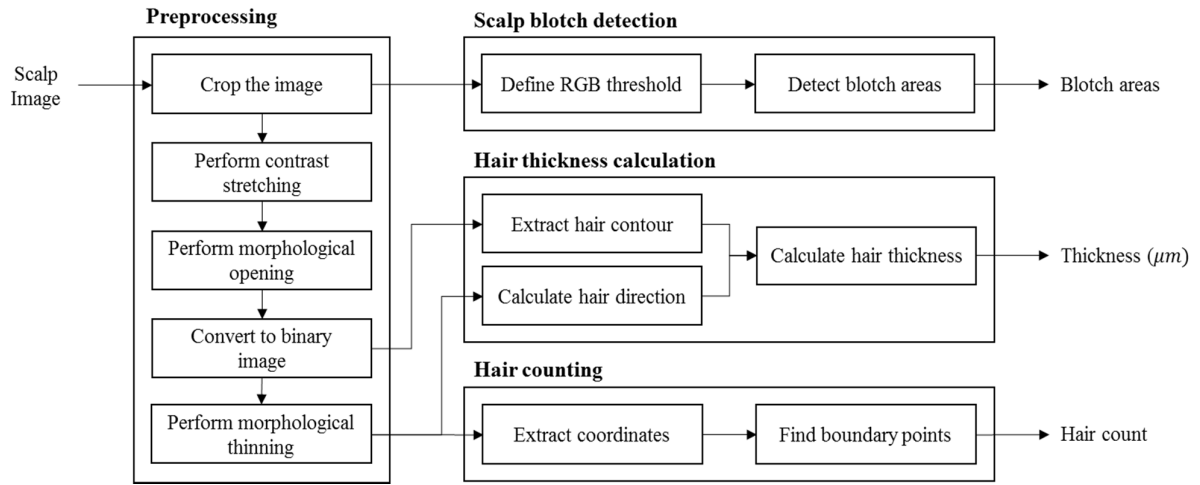 Preprocessing
Scalp
Image
Crop the image
Perform contrast
stretching
Perform morphological
opening
Convert to binary
image
Perform morphological
thinning
Scalp blotch detection
Define RGB threshold
Detect blotch areas
Blotch areas
Hair thickness calculation
Extract hair contour
Calculate hair direction
Calculate hair thickness
Thickness (μm)
Hair counting
Extract coordinates
Find boundary points
Hair count